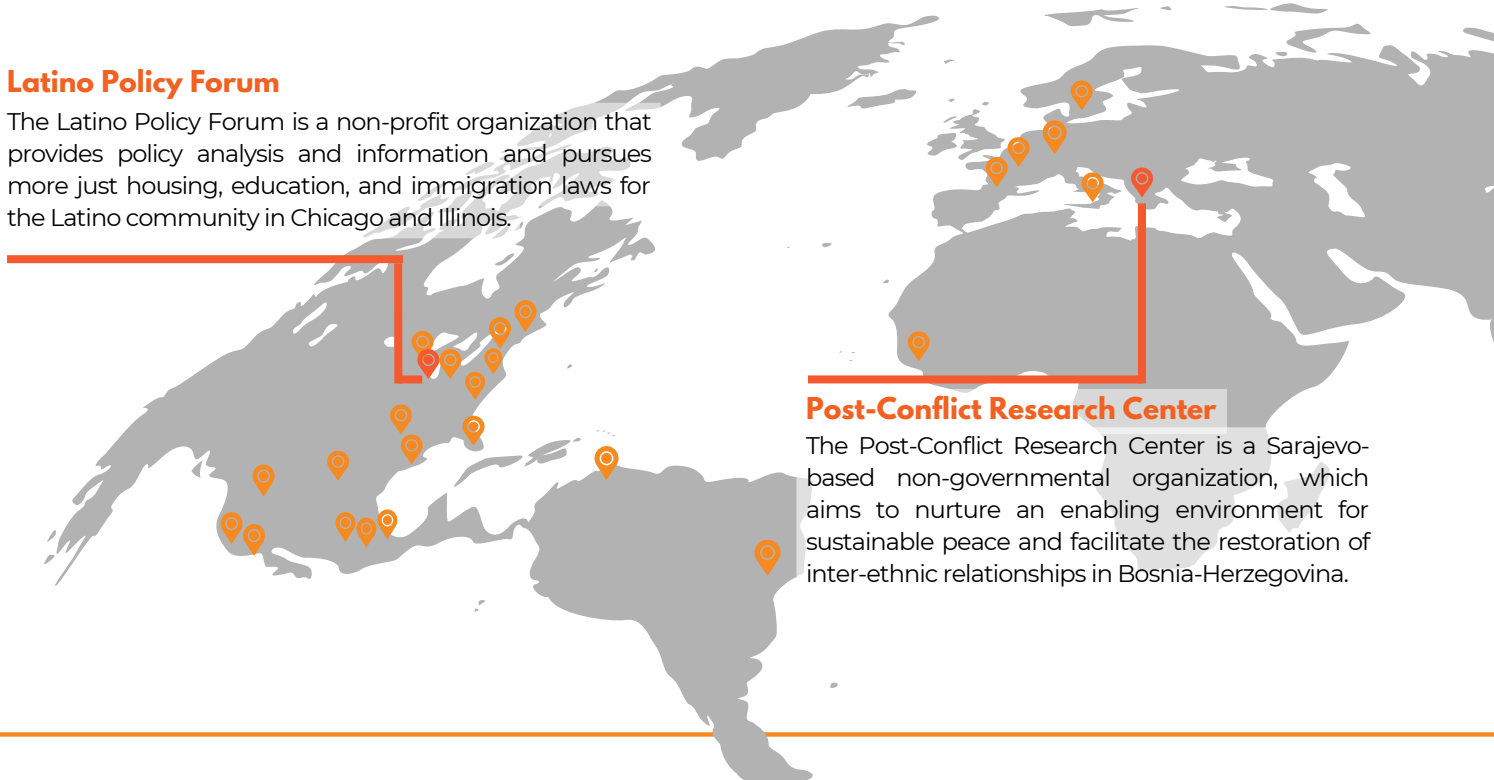 Latino Policy Forum
The Latino Policy Forum is a non-profit organization that
provides policy analysis and information and pursues
more just housing, education, and immigration laws for
the Latino community in Chicago and Illinois.
Post-Conflict Research Center
The Post-Conflict Research Center is a Sarajevo-
based non-governmental organization, which
aims to nurture an enabling environment for
sustainable peace and facilitate the restoration of
inter-ethnic relationships in Bosnia-Herzegovina.